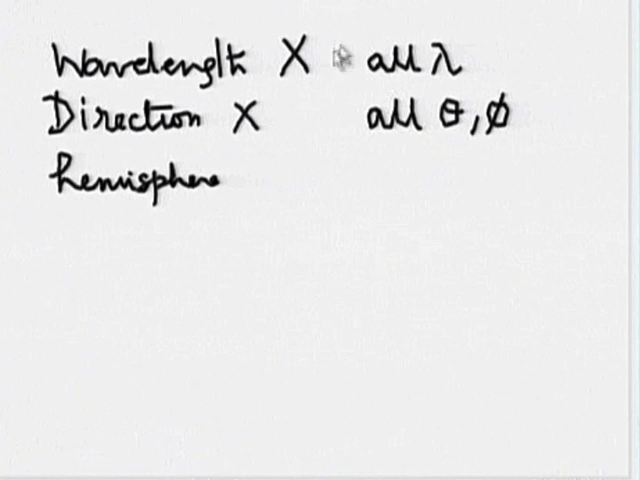 Wavelength X all λ
Direction X all θ, φ
hemisphere